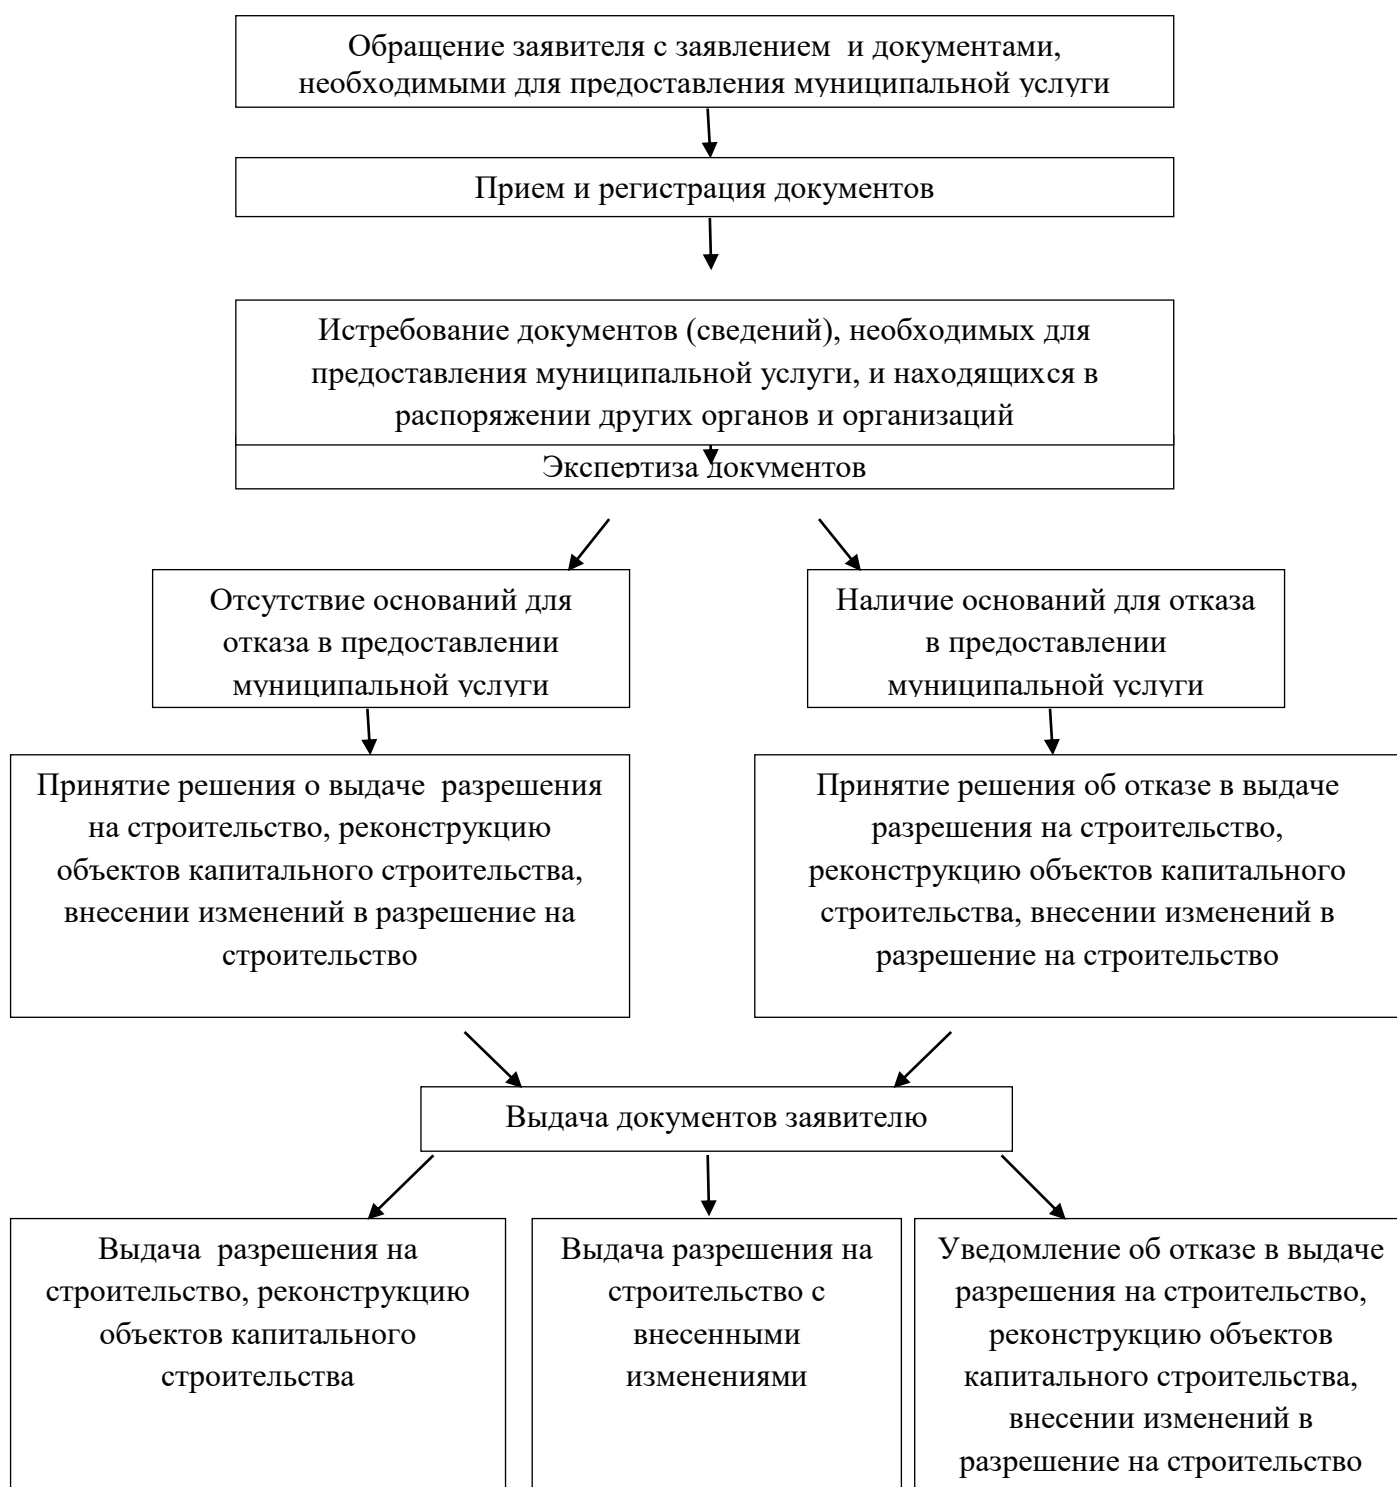 Обращение заявителя с заявлением и документами,
необходимыми для предоставления муниципальной услуги
Прием и регистрация документов
Истребование документов (сведений), необходимых для
предоставления муниципальной услуги, и находящихся в
распоряжении других органов и организаций
Экспертиза документов
Отсутствие оснований для
отказа в предоставлении
муниципальной услуги
Наличие оснований для отказа
в предоставлении
муниципальной услуги
Принятие решения о выдаче разрешения
на строительство, реконструкцию
объектов капитального строительства,
внесении изменений в разрешение на
строительство
Принятие решения об отказе в выдаче
разрешения на строительство,
реконструкцию объектов капитального
строительства, внесении изменений в
разрешение на строительство
Выдача документов заявителю
Выдача разрешения на
строительство, реконструкцию
объектов капитального
строительства
Выдача разрешения на
строительство с
внесенными
изменениями
Уведомление об отказе в выдаче
разрешения на строительство,
реконструкцию объектов
капитального строительства,
внесении изменений в
разрешение на строительство